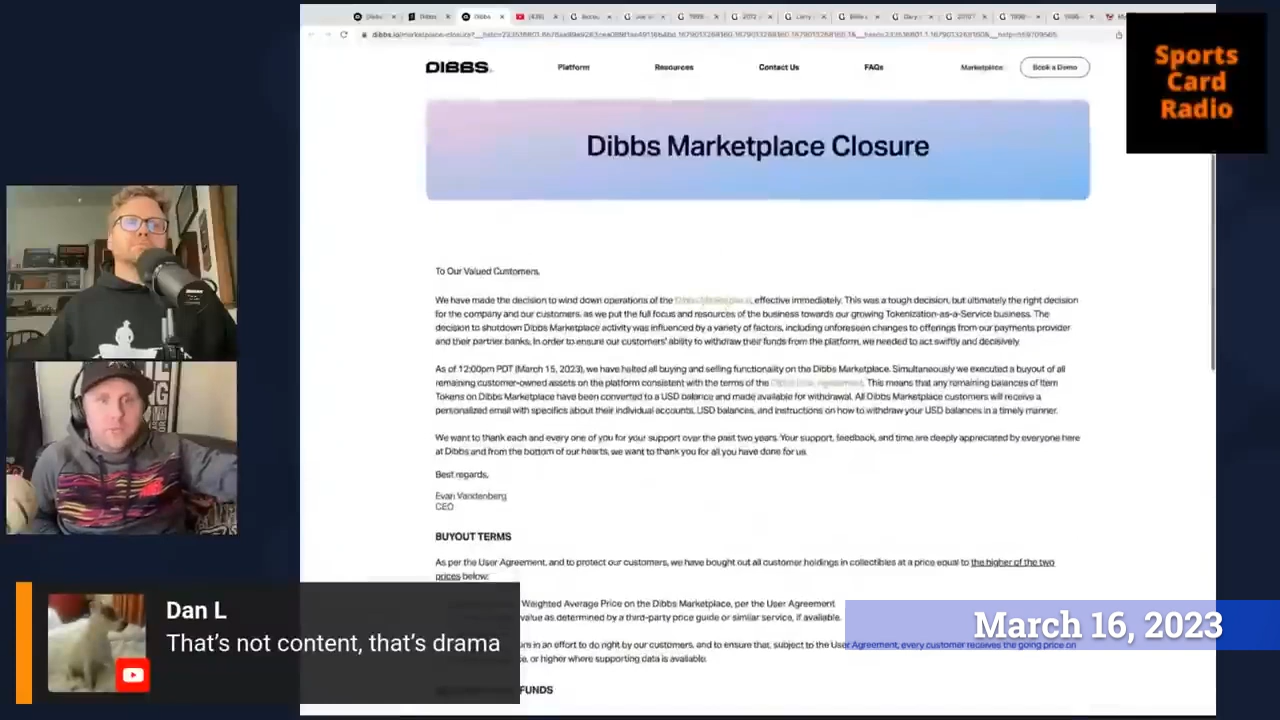 Sports
Card
Radio
DIBBS
Platform
Resources
Contact Us
FAQs
Marketplace
Book a Demo
Dibbs Marketplace Closure
To Our Valued Customers,
We have made the decision to wind down operations of the effective immediately. This was a tough decision, but ultimately the right decision
for the company and our customers, as we put the full focus and resources of the business towards our growing Tokenization-as-a-Service business. The
decision to shutdown Dibbs Marketplace activity was influenced by a variety of factors, including unforeseen changes to offerings from our payments provider
and their partner banks. In order to ensure our customers' ability to withdraw their funds from the platform, we needed to act swiftly and decisively.
As of 12:00pm PDT (March 15, 2023), we have halted all buying and selling functionality on the Dibbs Marketplace. Simultaneously we executed a buyout of all
remaining customer-owned assets on the platform consistent with the terms of the This means that any remaining balances of Item
Tokens on Dibbs Marketplace have been converted to a USD balance and made available for withdrawal. All Dibbs Marketplace customers will receive a
personalized email with specifics about their individual accounts, USD balances, and instructions on how to withdraw your USD balances in a timely manner.
We want to thank each and every one of you for your support over the past two years. Your support, feedback, and time are deeply appreciated by everyone here
at Dibbs and from the bottom of our hearts, we want to thank you for all you have done for us.
Best regards,
Evan Vandenberg
CEO
BUYOUT TERMS
As per the User Agreement, and to protect our customers, we have bought out all customer holdings in collectibles at a price equal to the higher of the two
prices below:
Weighted Average Price on the Dibbs Marketplace, per the User Agreement
value as determined by a third-party price guide or similar service, if available.
in an effort to do right by our customers, and to ensure that, subject to the User Agreement, every customer receives the going price on
or higher where supporting data is available.
FUNDS
Dan L
That's not content, that's drama
March 16, 2023